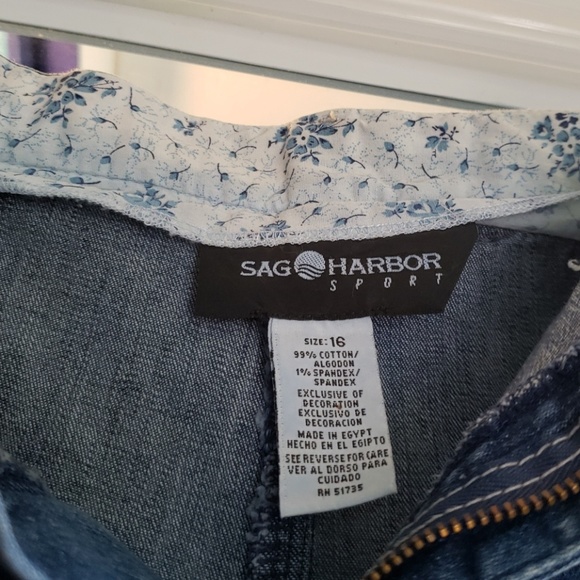 SAG HARBOR
SPORT
SIZE: 16
99% COTTON/
ALGODON
1% SPANDEX/
SPANDEX
EXCLUSIVE OF
DECORATION
EXCLUSIVO DE
DECORACION
MADE IN EGYPT
HECHO EN EL EGIPTO
SEE REVERSE FOR CARE
VER AL DORSO PARA
CUIDADO
RN 51735